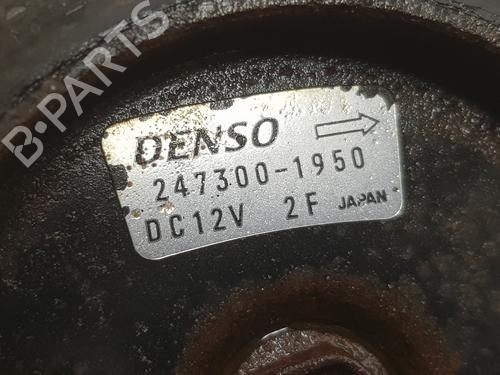 B-PARTS
DENSO
247300-1950
DC12V 2F JAPAN